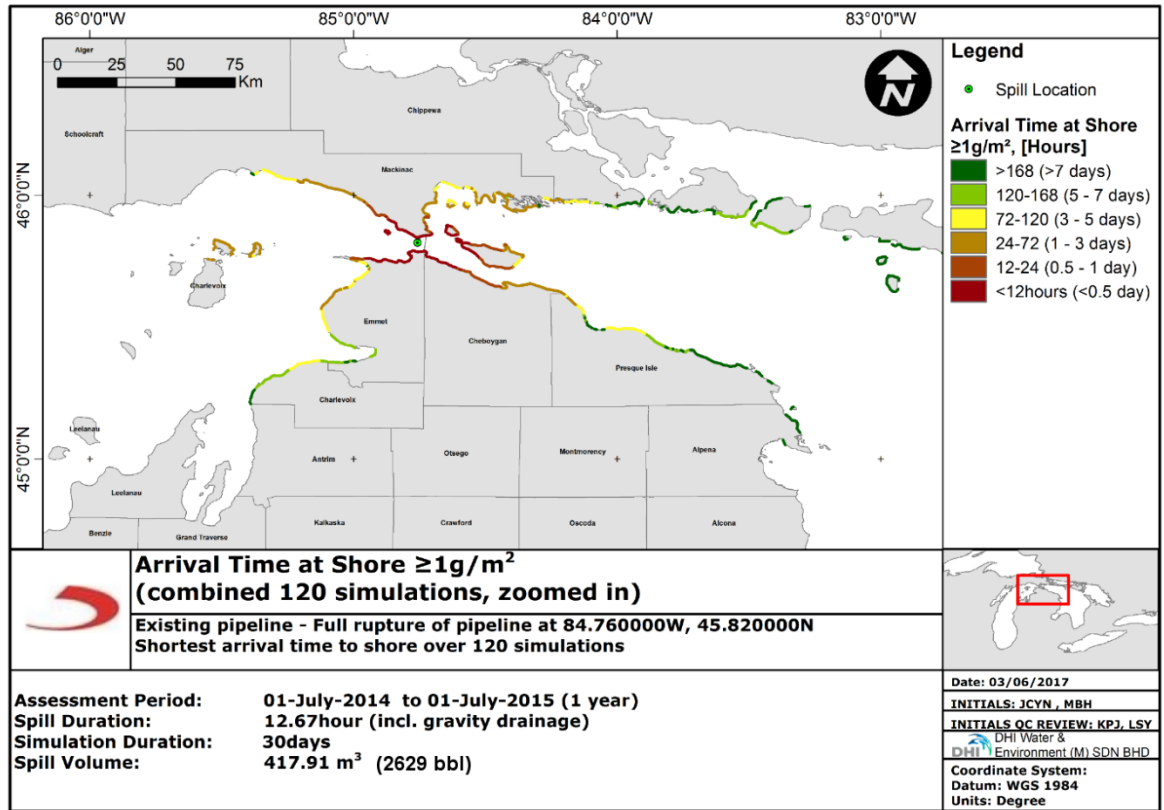 86°0'0"W 85°0'0"W 84°0'0"W 83°0'0"W
46°0'0"N
45°0'0"N
Alger
0 25 50 75
Km
N
Chippewa
Schoolcraft
Mackinac
Charlevoix
Emmet
Cheboygan
Presque Isle
Charlevoix
Leelanau
Antrim
Otsego
Montmorency
Alpena
Leelanau
Kalkaska
Crawford
Oscoda
Alcona
Benzie
Grand Traverse
Legend
Spill Location
Arrival Time at Shore
≥1g/m², [Hours]
>168 (>7 days)
120-168 (5 - 7 days)
72-120 (3 - 5 days)
24-72 (1 - 3 days)
12-24 (0.5 - 1 day)
<12hours (<0.5 day)
Arrival Time at Shore ≥1g/m²
(combined 120 simulations, zoomed in)
Existing pipeline - Full rupture of pipeline at 84.760000W, 45.820000N
Shortest arrival time to shore over 120 simulations
Assessment Period: 01-July-2014 to 01-July-2015 (1 year)
Spill Duration: 12.67hour (incl. gravity drainage)
Simulation Duration: 30days
Spill Volume: 417.91 m³ (2629 bbl)
Date: 03/06/2017
INITIALS: JCYN , MBH
INITIALS QC REVIEW: KPJ, LSY
DHI Water &
DHI Environment (M) SDN BHD
Coordinate System:
Datum: WGS 1984
Units: Degree